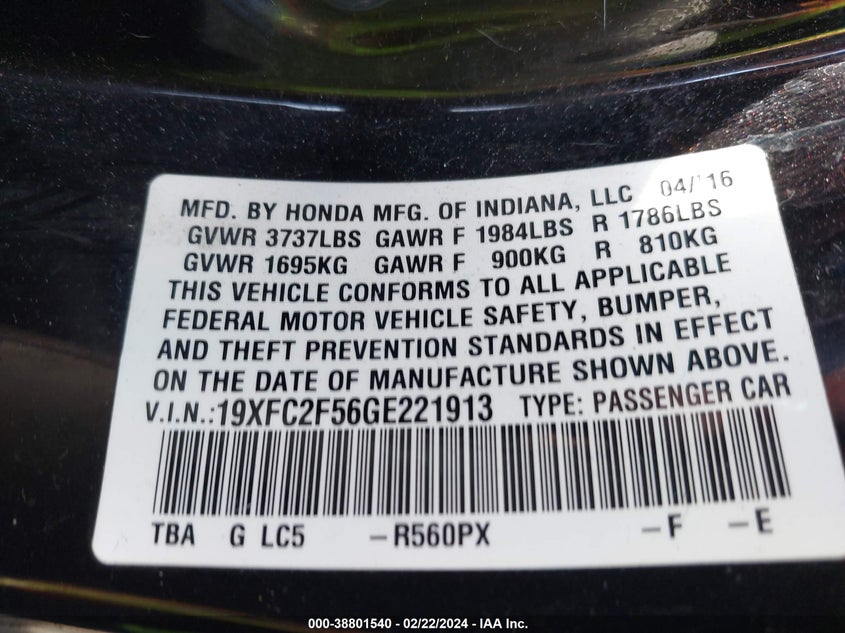 MFD. BY HONDA MFG. OF INDIANA, LLC 04/'16
GVWR 3737LBS GAWR F 1984LBS R 1786LBS
GVWR 1695KG GAWR F 900KG R 810KG
THIS VEHICLE CONFORMS TO ALL APPLICABLE
FEDERAL MOTOR VEHICLE SAFETY, BUMPER,
AND THEFT PREVENTION STANDARDS IN EFFECT
ON THE DATE OF MANUFACTURE SHOWN ABOVE.
V.I.N.:19XFC2F56GE221913 TYPE: PASSENGER CAR
TBA G LC5 –R560PX –F –E
000-38801540 - 02/22/2024 - IAA Inc.